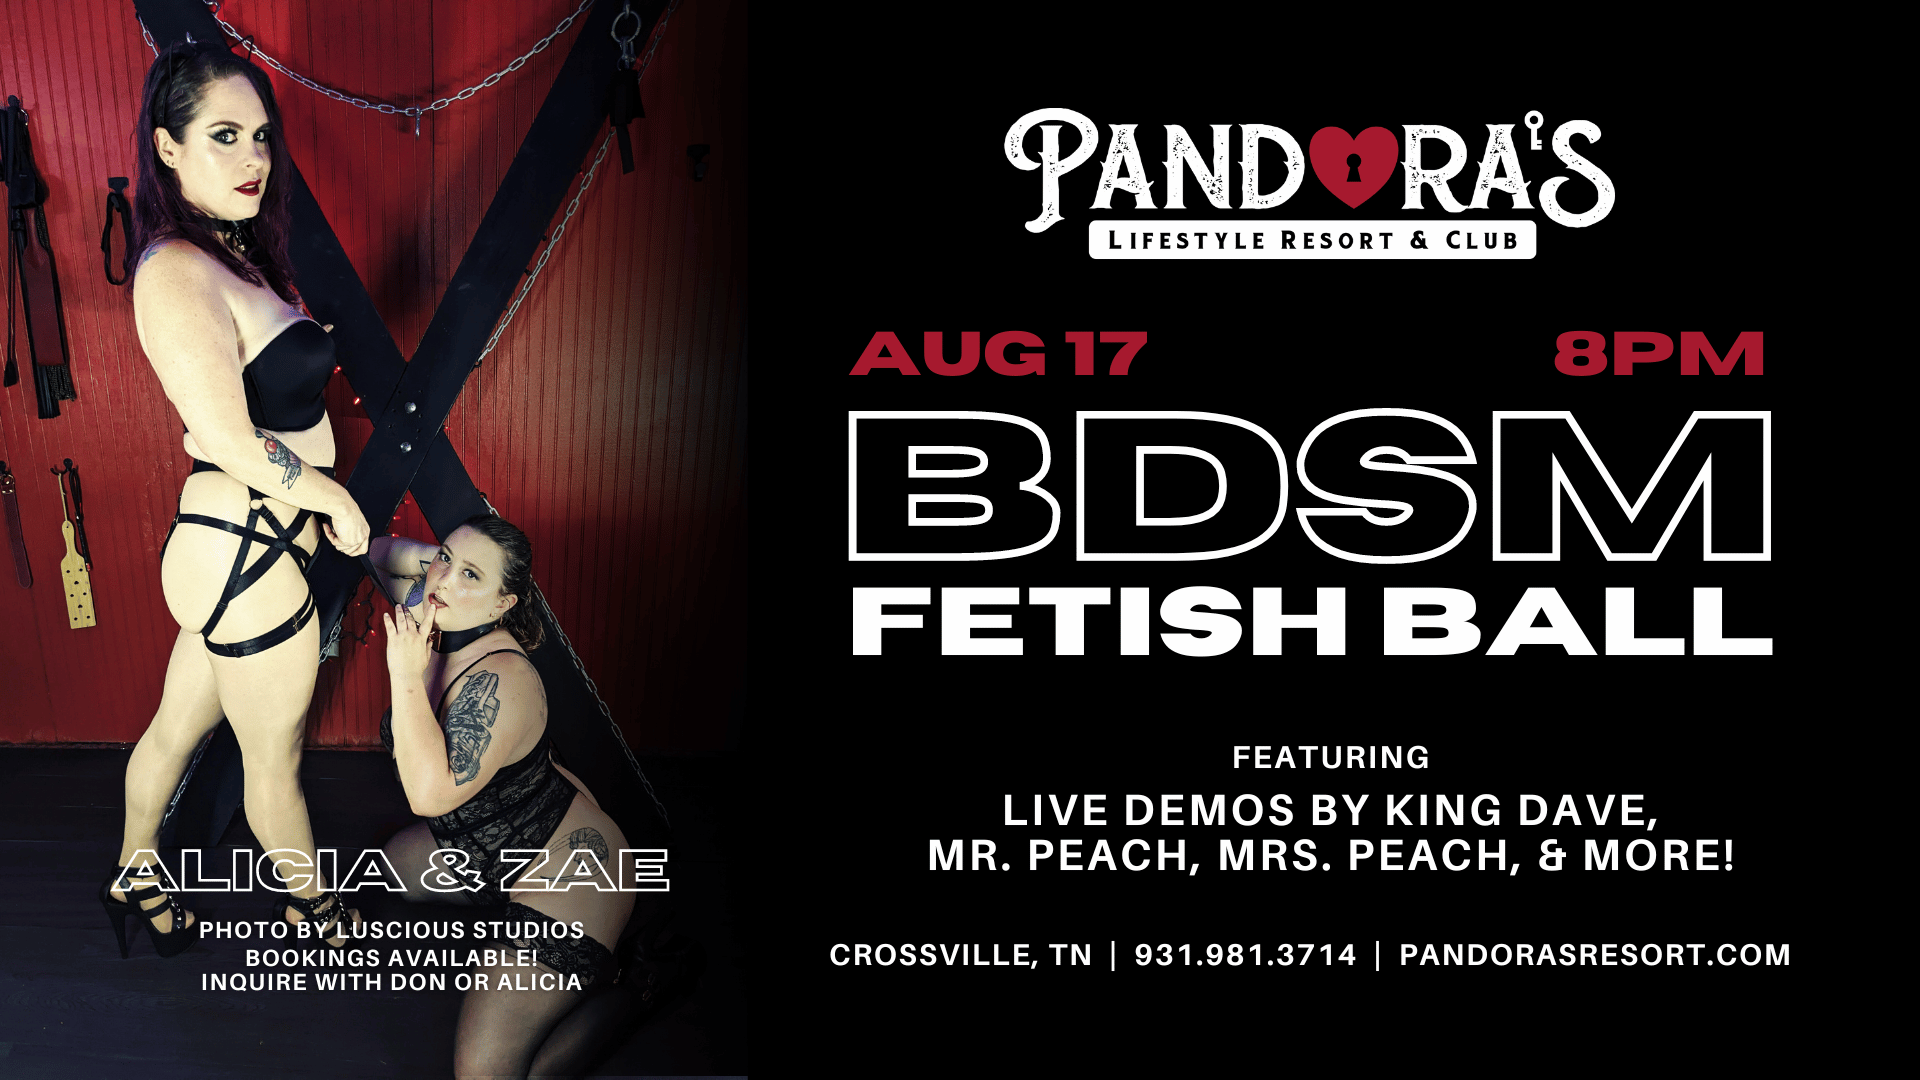 PANDORA'S
LIFESTYLE RESORT & CLUB
AUG 17 8PM
BDSM
FETISH BALL
FEATURING
LIVE DEMOS BY KING DAVE,
MR. PEACH, MRS. PEACH, & MORE!
CROSSVILLE, TN | 931.981.3714 | PANDORASRESORT.COM
ALICIA & ZAE
PHOTO BY LUSCIOUS STUDIOS
BOOKINGS AVAILABLE!
INQUIRE WITH DON OR ALICIA